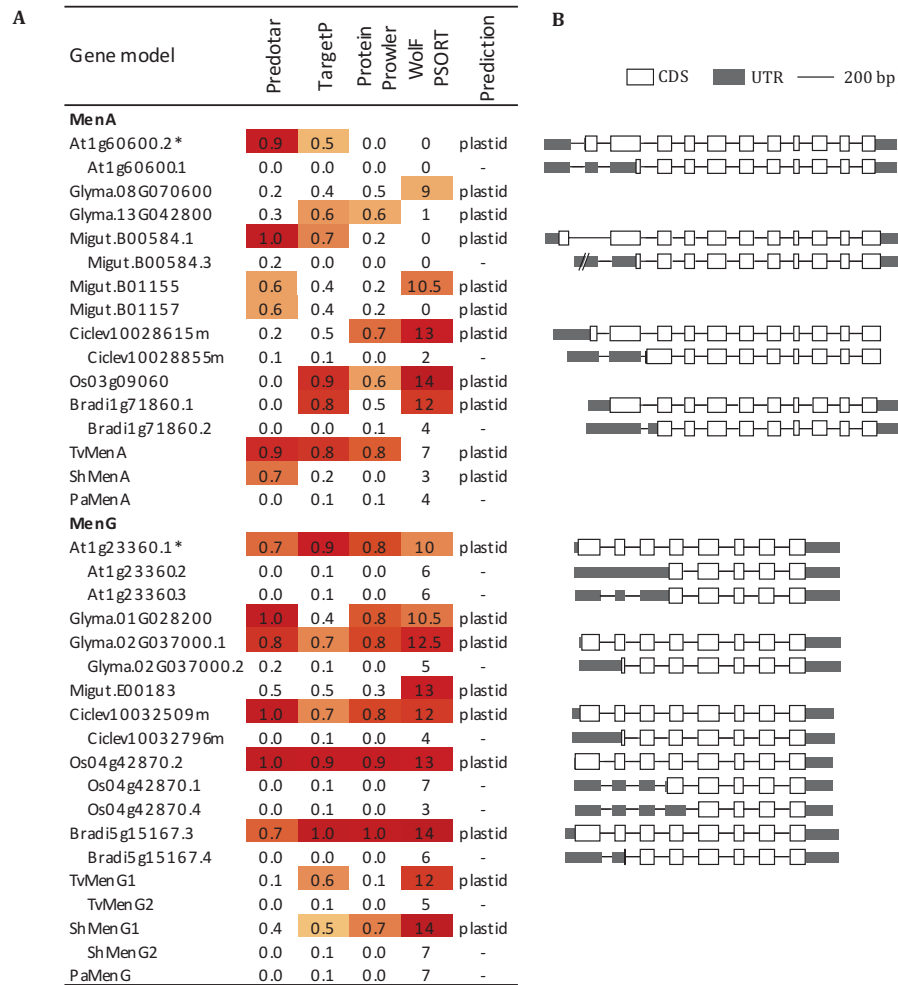 A
B
Gene model
Predotar
TargetP
Protein Prowler
WolF PSORT
Prediction
CDS UTR 200 bp
MenA
At1g60600.2* 0.9 0.5 0.0 0 plastid
At1g60600.1 0.0 0.0 0.0 0 -
Glyma.08G070600 0.2 0.4 0.5 9 plastid
Glyma.13G042800 0.3 0.6 0.6 1 plastid
Migut.B00584.1 1.0 0.7 0.2 0 plastid
Migut.B00584.3 0.2 0.0 0.0 0 -
Migut.B01155 0.6 0.4 0.2 10.5 plastid
Migut.B01157 0.6 0.4 0.2 0 plastid
Ciclev10028615m 0.2 0.5 0.7 13 plastid
Ciclev10028855m 0.1 0.1 0.0 2 -
Os03g09060 0.0 0.9 0.6 14 plastid
Bradi1g71860.1 0.0 0.8 0.5 12 plastid
Bradi1g71860.2 0.0 0.0 0.1 4 -
TvMenA 0.9 0.8 0.8 7 plastid
ShMenA 0.7 0.2 0.0 3 plastid
PaMenA 0.0 0.1 0.1 4 -
MenG
At1g23360.1* 0.7 0.9 0.8 10 plastid
At1g23360.2 0.0 0.1 0.0 6 -
At1g23360.3 0.0 0.1 0.0 6 -
Glyma.01G028200 1.0 0.4 0.8 10.5 plastid
Glyma.02G037000.1 0.8 0.7 0.8 12.5 plastid
Glyma.02G037000.2 0.2 0.1 0.0 5 -
Migut.E00183 0.5 0.5 0.3 13 plastid
Ciclev10032509m 1.0 0.7 0.8 12 plastid
Ciclev10032796m 0.0 0.1 0.0 4 -
Os04g42870.2 1.0 0.9 0.9 13 plastid
Os04g42870.1 0.0 0.1 0.0 7 -
Os04g42870.4 0.0 0.1 0.0 3 -
Bradi5g15167.3 0.7 1.0 1.0 14 plastid
Bradi5g15167.4 0.0 0.0 0.0 6 -
TvMenG1 0.1 0.6 0.1 12 plastid
TvMenG2 0.0 0.1 0.0 5 -
ShMenG1 0.4 0.5 0.7 14 plastid
ShMenG2 0.0 0.1 0.0 7 -
PaMenG 0.0 0.1 0.0 7 -